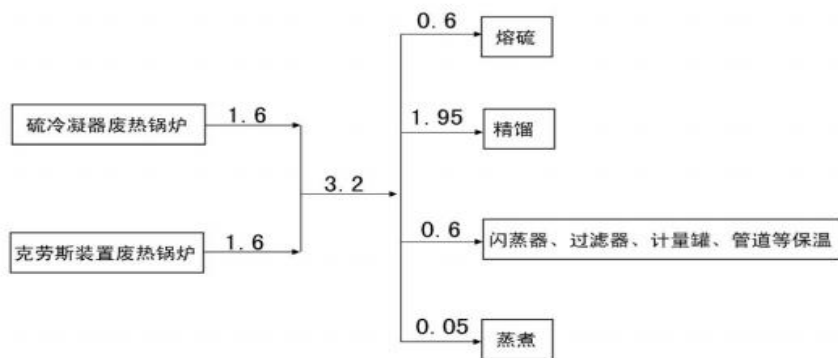 0.6
熔硫
1.95
精馏
硫冷凝器废热锅炉
1.6
3.2
0.6
闪蒸器、过滤器、计量罐、管道等保温
克劳斯装置废热锅炉
1.6
0.05
蒸煮